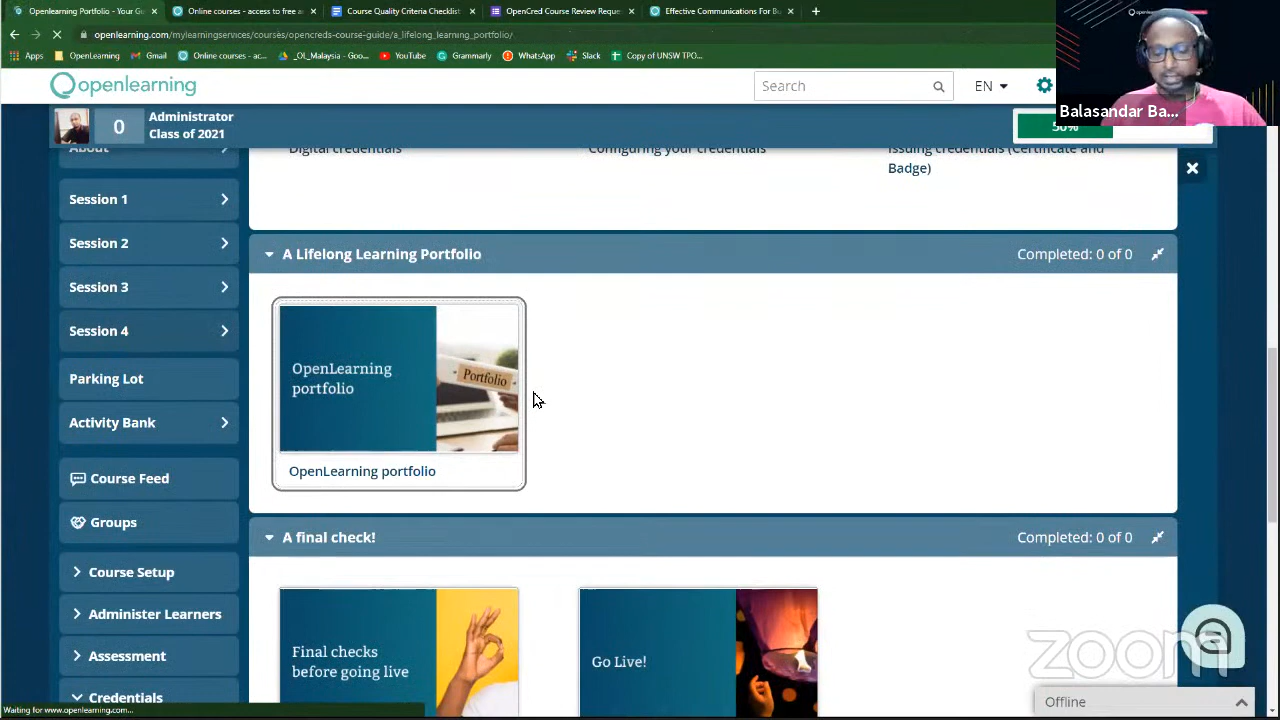 OpenLearning Portfolio - Your Gu
Online courses - access to free a
Course Quality Criteria Checklist
OpenCred Course Review Reque
Effective Communications For Bu
openlearning.com/mylearningservices/courses/opencreds-course-guide/a_lifelong_learning_portfolio/
Apps
OpenLearning
Gmail
Online courses - ac...
_OL_Malaysia - Goo...
YouTube
Grammarly
WhatsApp
Slack
Copy of UNSW TPO...
openlearning
Search
EN
Balasandar Ba...
0
Administrator
Class of 2021
50%
About
Digital credentials
Configuring your credentials
Issuing credentials (Certificate and
Badge)
Session 1
Session 2
Session 3
Session 4
Parking Lot
Activity Bank
Course Feed
Groups
Course Setup
Administer Learners
Assessment
Credentials
A Lifelong Learning Portfolio
Completed: 0 of 0
OpenLearning
portfolio
Portfolio
OpenLearning portfolio
A final check!
Completed: 0 of 0
Final checks
before going live
Go Live!
zoom
Offline
Waiting for www.openlearning.com...